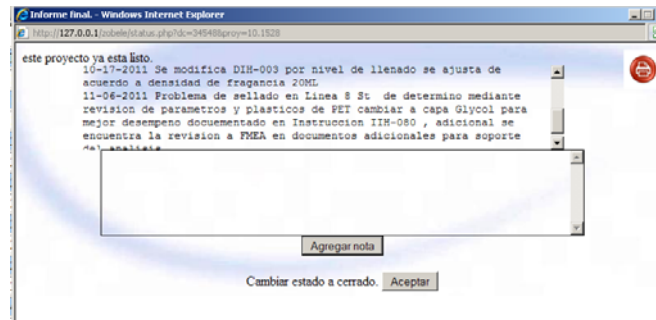 Informe final. - Windows Internet Explorer
http://127.0.0.1/zobele/status.php?dc=34548&proy=10.1528
este proyecto ya esta listo.
10-17-2011 Se modifica DIH-003 por nivel de llenado se ajusta de
acuerdo a densidad de fragancia 20ML
11-06-2011 Problema de sellado en Linea 8 St  de determino mediante
revision de parametros y plasticos de PET cambiar a capa Glycol para
mejor desempeno docuementado en Instruccion IIH-080 , adicional se
encuentra la revision a FMEA en documentos adicionales para soporte
del analisis
Agregar nota
Cambiar estado a cerrado. Aceptar